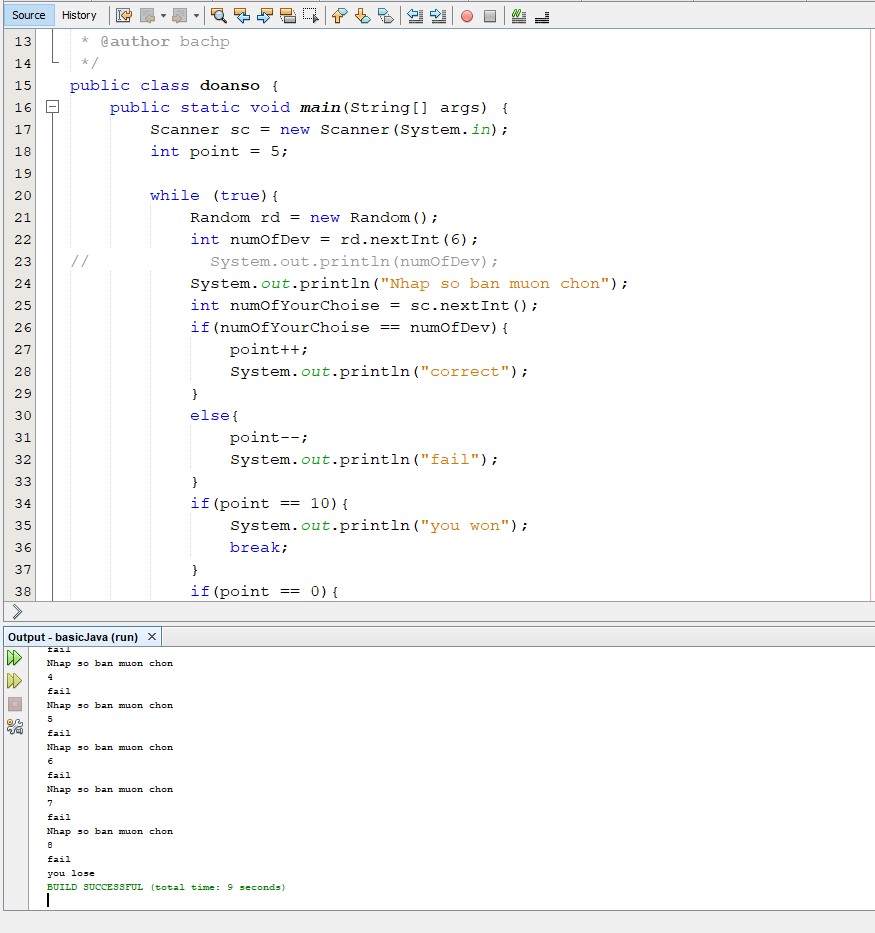 Source History
13 * @author bachp
14 */
15 public class doanso {
16 public static void main(String[] args) {
17 Scanner sc = new Scanner(System.in);
18 int point = 5;
19
20 while (true){
21 Random rd = new Random();
22 int numOfDev = rd.nextInt(6);
23 // System.out.println(numOfDev);
24 System.out.println("Nhap so ban muon chon");
25 int numOfYourChoise = sc.nextInt();
26 if(numOfYourChoise == numOfDev){
27 point++;
28 System.out.println("correct");
29 }
30 else{
31 point--;
32 System.out.println("fail");
33 }
34 if(point == 10){
35 System.out.println("you won");
36 break;
37 }
38 if(point == 0){
Output - basicJava (run)
fail
Nhap so ban muon chon
4
fail
Nhap so ban muon chon
5
fail
Nhap so ban muon chon
6
fail
Nhap so ban muon chon
7
fail
Nhap so ban muon chon
8
fail
you lose
BUILD SUCCESSFUL (total time: 9 seconds)